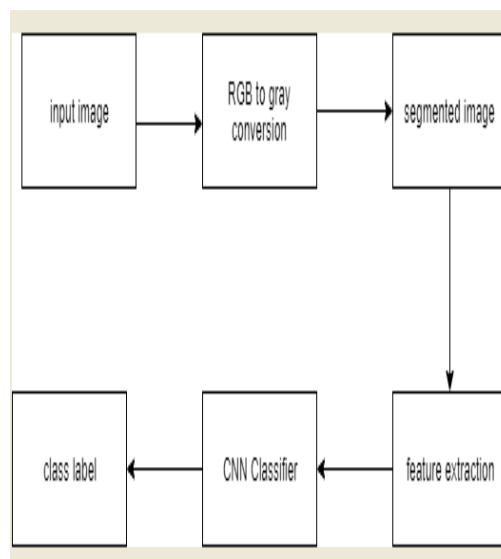 input image
RGB to gray
conversion
segmented image
feature extraction
CNN Classifier
class label